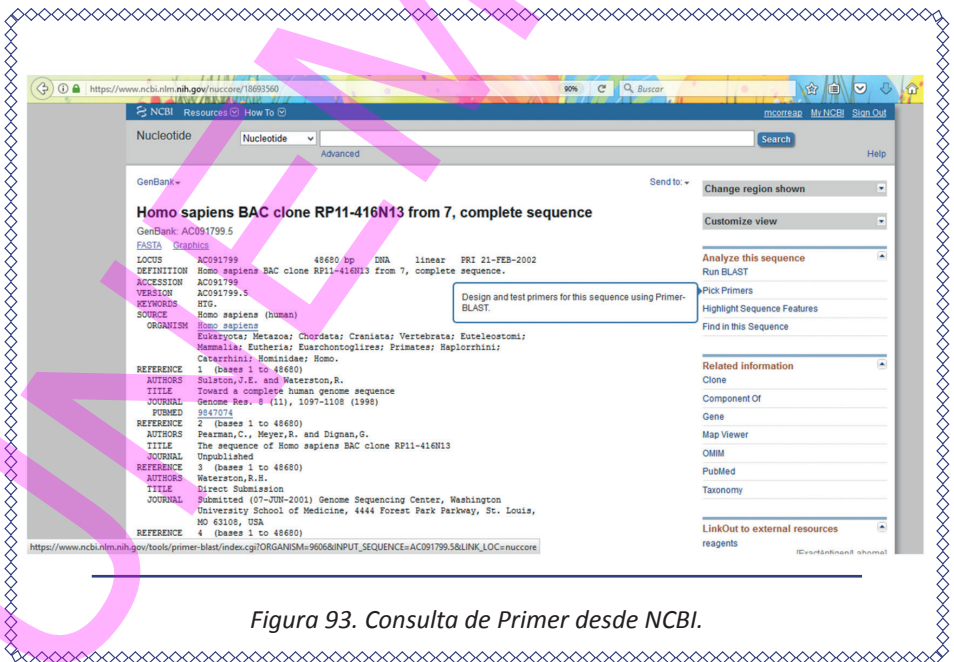 https://www.ncbi.nlm.nih.gov/nuccore/18693560 90% Buscar
NCBI Resources How To mcorreap My NCBI Sign Out
Nucleotide Nucleotide Search
Advanced Help
GenBank Send to:
Homo sapiens BAC clone RP11-416N13 from 7, complete sequence
GenBank: AC091799.5
FASTA Graphics
LOCUS AC091799 48680 bp DNA linear PRI 21-FEB-2002
DEFINITION Homo sapiens BAC clone RP11-416N13 from 7, complete sequence.
ACCESSION AC091799
VERSION AC091799.5
KEYWORDS HTG.
SOURCE Homo sapiens (human)
ORGANISM Homo sapiens
Eukaryota; Metazoa; Chordata; Craniata; Vertebrata; Euteleostomi;
Mammalia; Eutheria; Euarchontoglires; Primates; Haplorrhini;
Catarrhini; Hominidae; Homo.
REFERENCE 1 (bases 1 to 48680)
AUTHORS Sulston,J.E. and Waterston,R.
TITLE Toward a complete human genome sequence
JOURNAL Genome Res. 8 (11), 1097-1108 (1998)
PUBMED 9847074
REFERENCE 2 (bases 1 to 48680)
AUTHORS Pearman,C., Meyer,R. and Dignan,G.
TITLE The sequence of Homo sapiens BAC clone RP11-416N13
JOURNAL Unpublished
REFERENCE 3 (bases 1 to 48680)
AUTHORS Waterston,R.H.
TITLE Direct Submission
JOURNAL Submitted (07-JUN-2001) Genome Sequencing Center, Washington
University School of Medicine, 4444 Forest Park Parkway, St. Louis,
MO 63108, USA
REFERENCE 4 (bases 1 to 48680)
https://www.ncbi.nlm.nih.gov/tools/primer-blast/index.cgi?ORGANISM=9606&INPUT_SEQUENCE=AC091799.5&LINK_LOC=nuccore
Design and test primers for this sequence using Primer-
BLAST.
Change region shown
Customize view
Analyze this sequence
Run BLAST
Pick Primers
Highlight Sequence Features
Find in this Sequence
Related information
Clone
Component Of
Gene
Map Viewer
OMIM
PubMed
Taxonomy
LinkOut to external resources
reagents
Figura 93. Consulta de Primer desde NCBI.